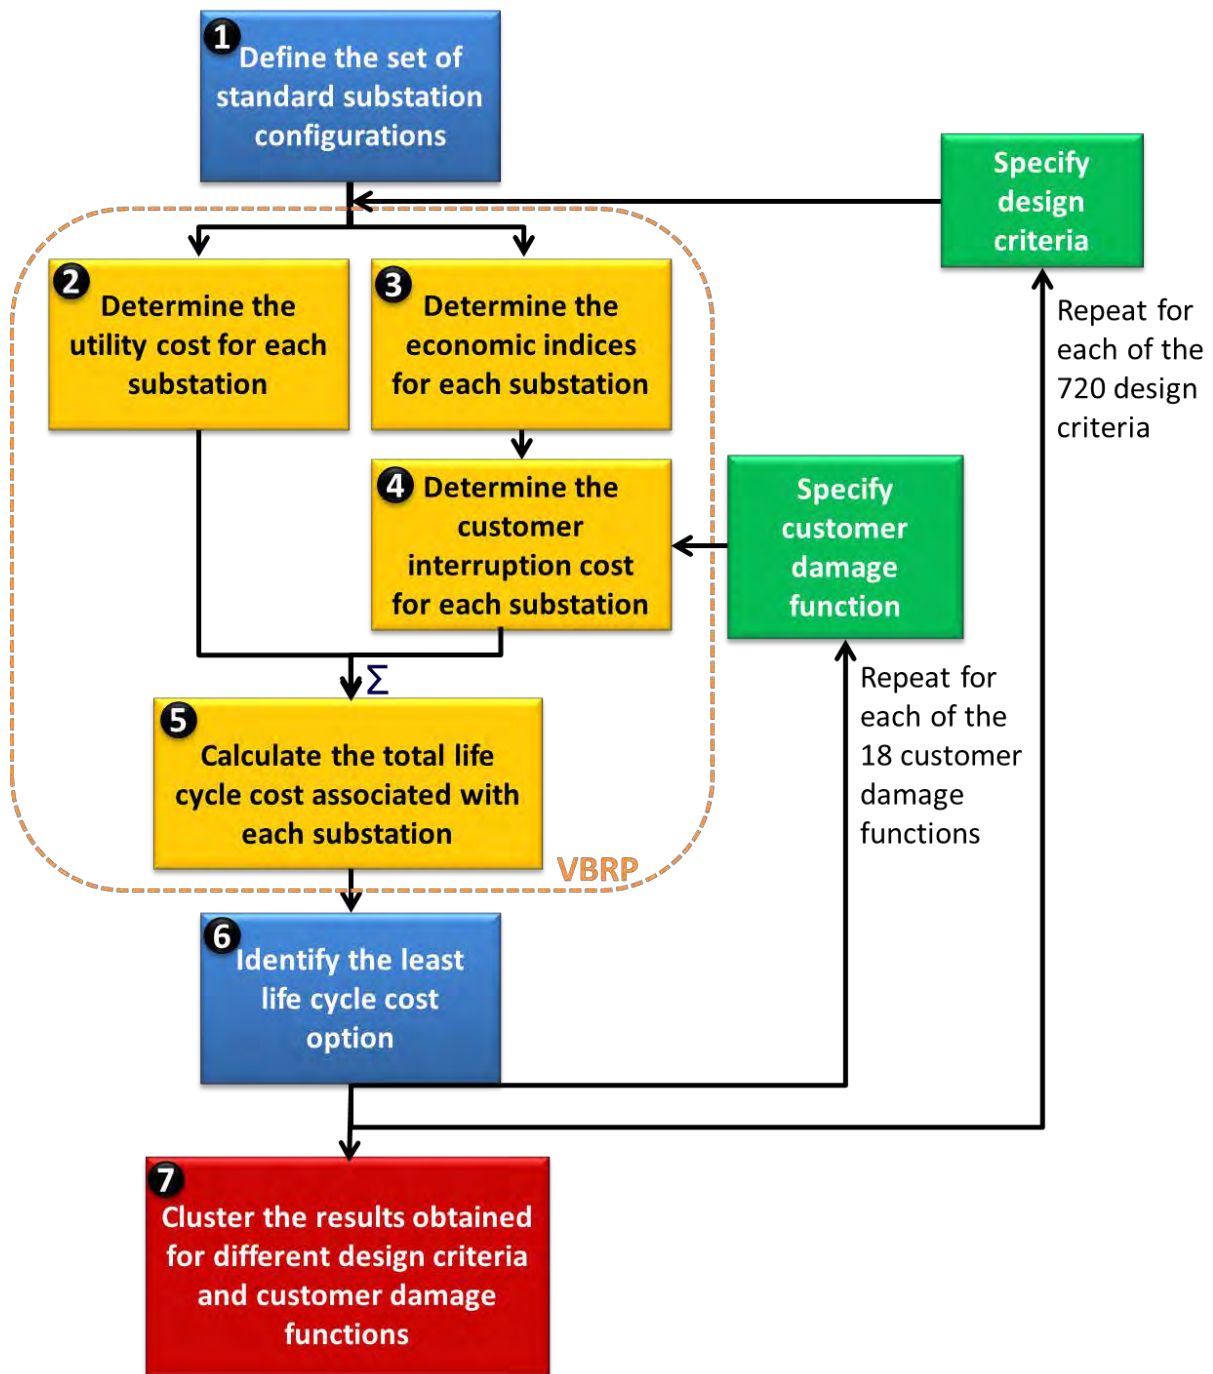 1
Define the set of
standard substation
configurations
Specify
design
criteria
2
Determine the
utility cost for each
substation
3
Determine the
economic indices
for each substation
Repeat for
each of the
720 design
criteria
4
Determine the
customer
interruption cost
for each substation
Specify
customer
damage
function
Σ
Repeat for
each of the
18 customer
damage
functions
5
Calculate the total life
cycle cost associated with
each substation
VBRP
6
Identify the least
life cycle cost
option
7
Cluster the results obtained
for different design criteria
and customer damage
functions